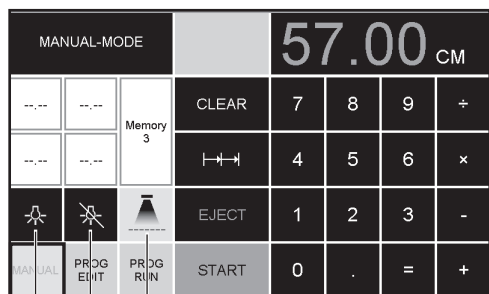 MANUAL-MODE 57.00 CM
--.-- --.-- Memory 3 CLEAR 7 8 9 ÷
--.-- --.-- 4 5 6 ×
EJECT 1 2 3 -
MANUAL PROG EDIT PROG RUN START 0 . = +